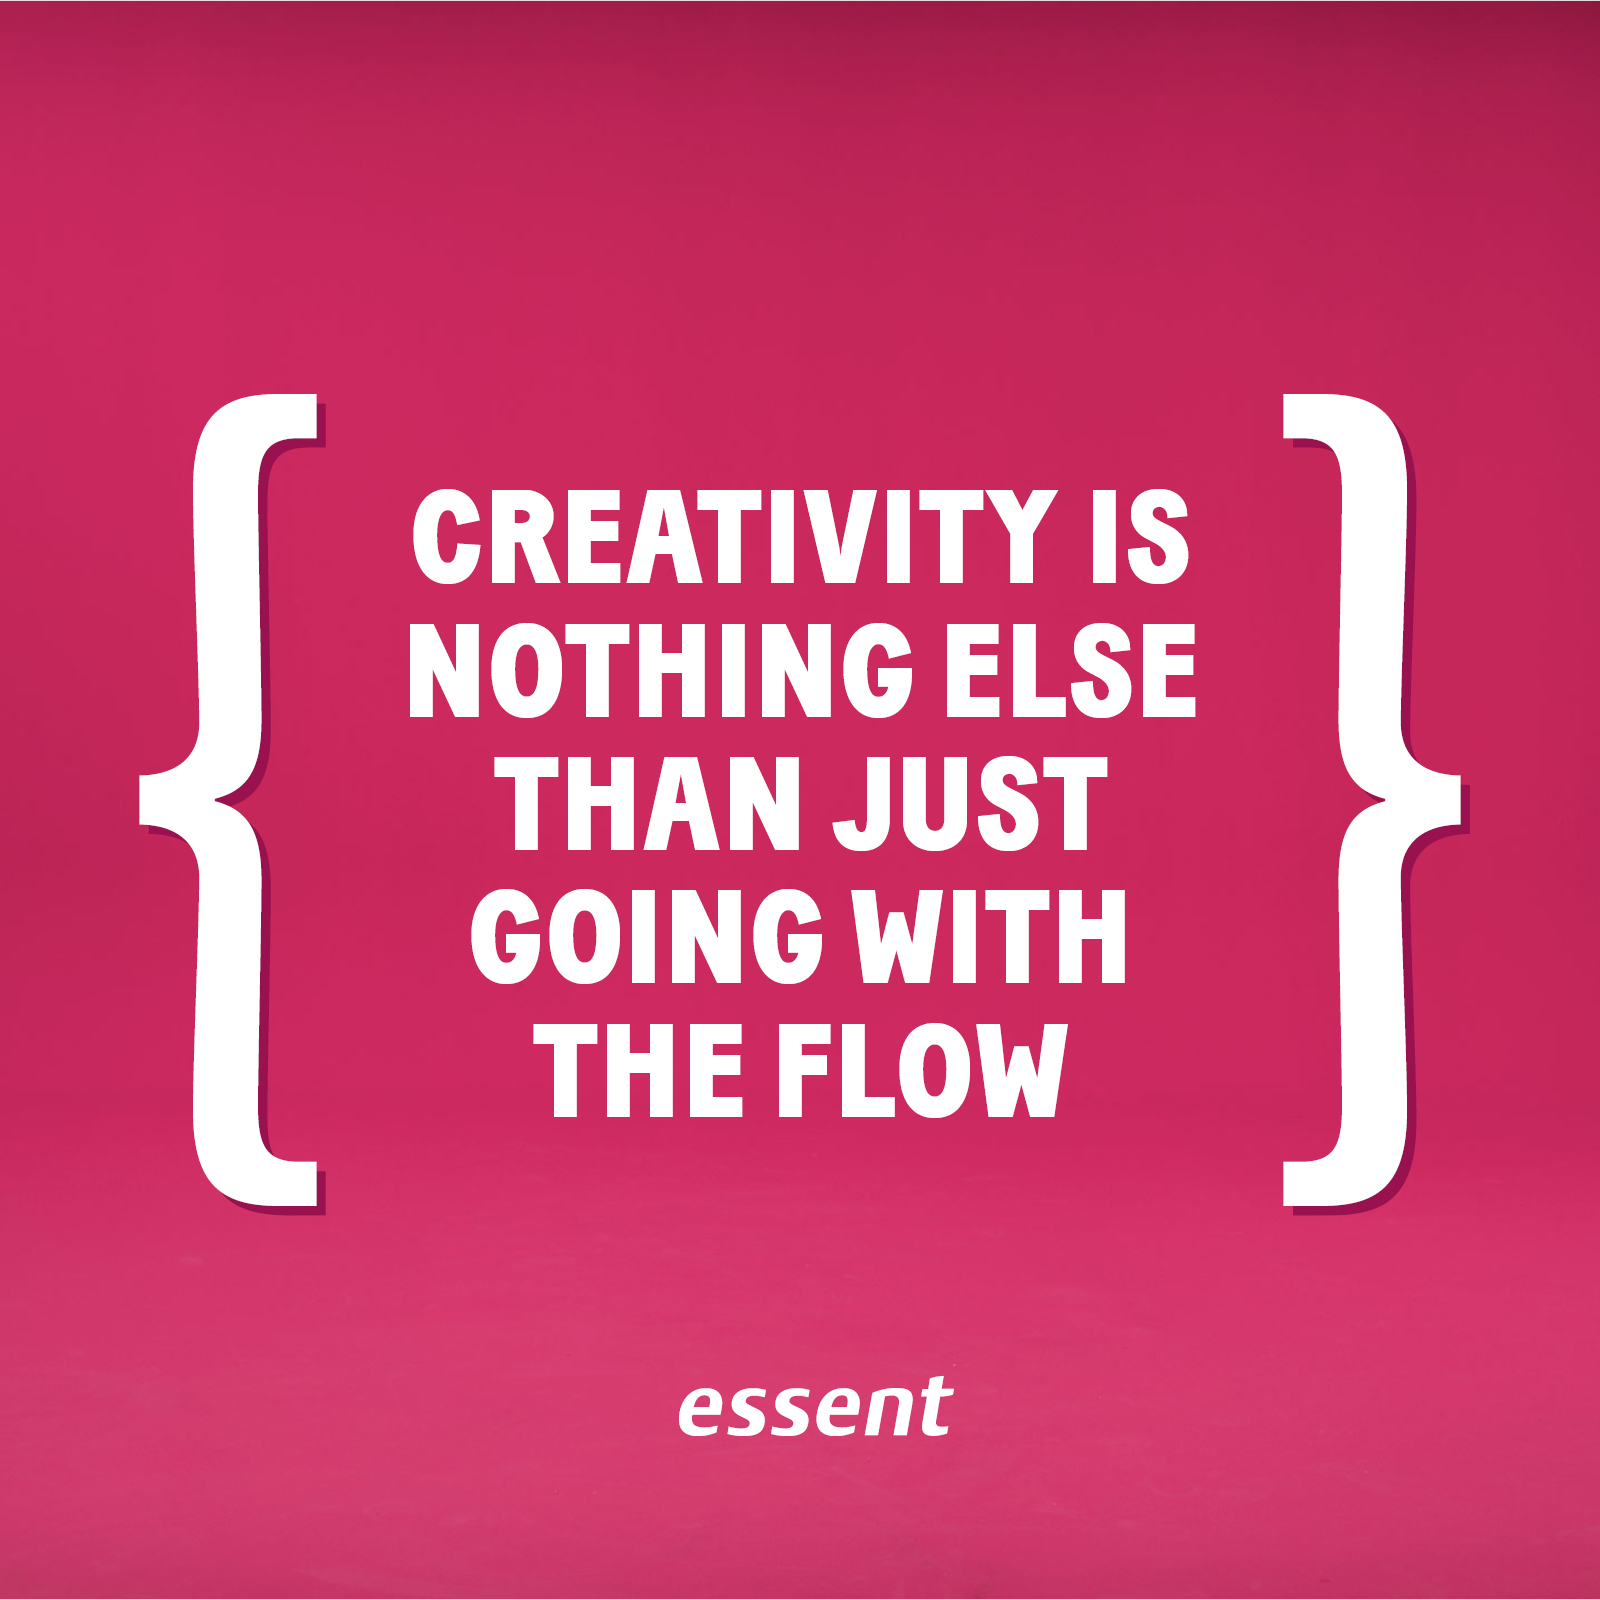 CREATIVITY IS
NOTHING ELSE
THAN JUST
GOING WITH
THE FLOW
essent